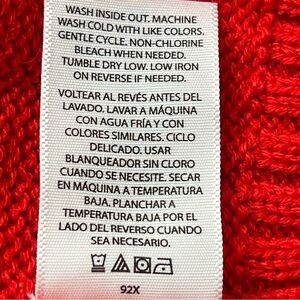 WASH INSIDE OUT. MACHINE
WASH COLD WITH LIKE COLORS.
GENTLE CYCLE. NON-CHLORINE
BLEACH WHEN NEEDED.
TUMBLE DRY LOW. LOW IRON
ON REVERSE IF NEEDED.
VOLTEAR AL REVÉS ANTES DEL
LAVADO. LAVAR A MÁQUINA
CON AGUA FRÍA Y CON
COLORES SIMILARES. CICLO
DELICADO. USAR
BLANQUEADOR SIN CLORO
CUANDO SE NECESITE. SECAR
EN MÁQUINA A TEMPERATURA
BAJA. PLANCHAR A
TEMPERATURA BAJA POR EL
LADO DEL REVERSO CUANDO
SEA NECESARIO.
92X